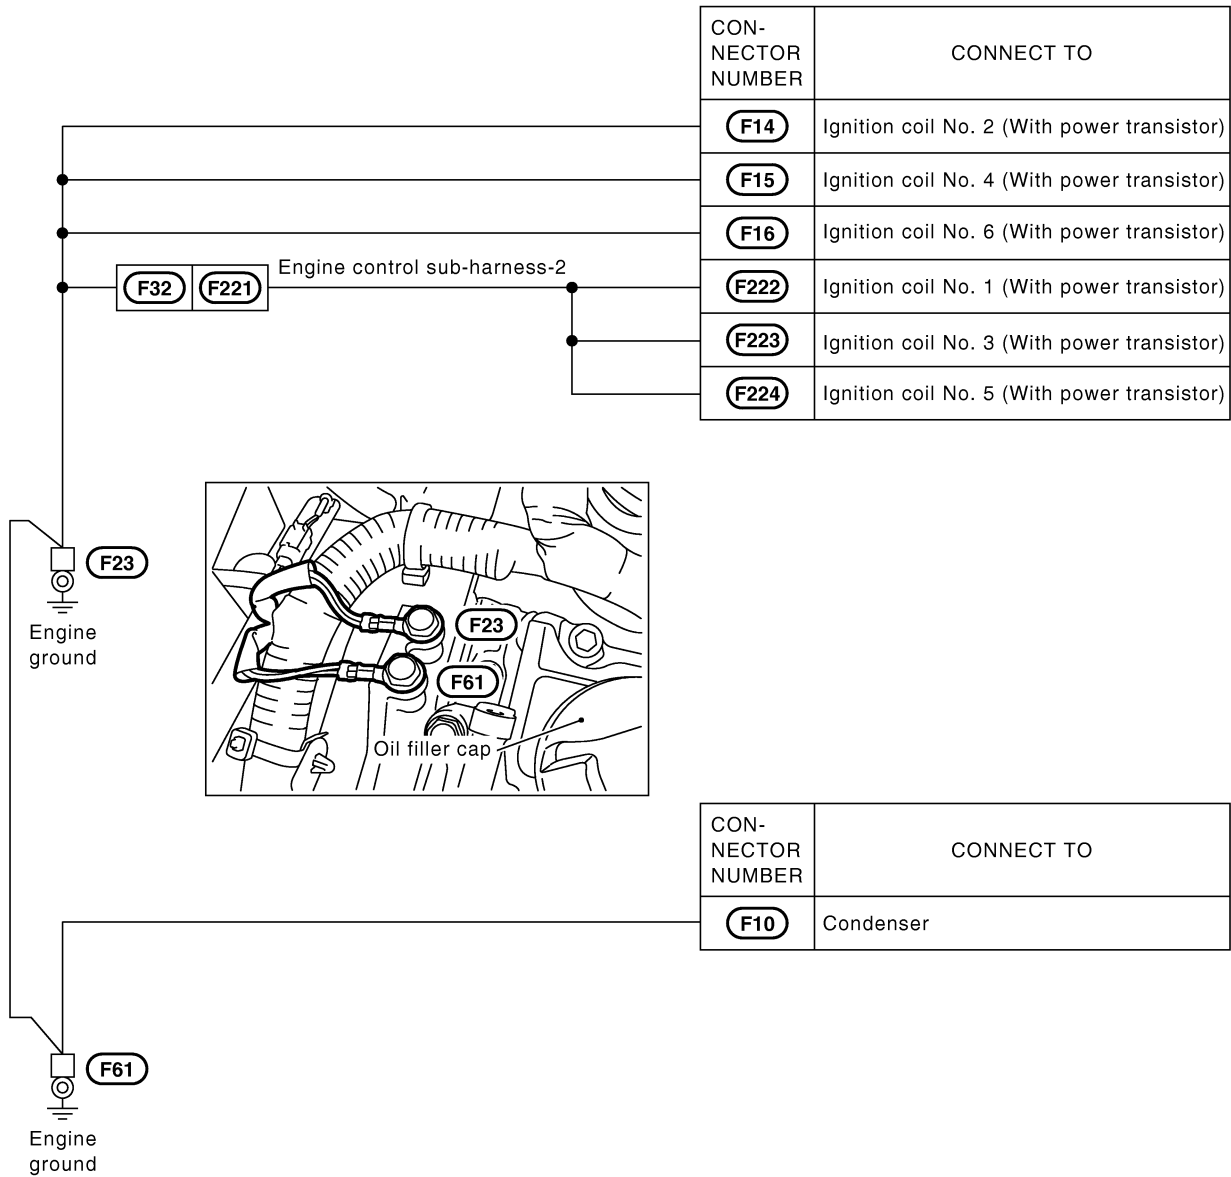 CON-
NECTOR
NUMBER
CONNECT TO
F14 Ignition coil No. 2 (With power transistor)
F15 Ignition coil No. 4 (With power transistor)
F16 Ignition coil No. 6 (With power transistor)
Engine control sub-harness-2
F32 F221
F222 Ignition coil No. 1 (With power transistor)
F223 Ignition coil No. 3 (With power transistor)
F224 Ignition coil No. 5 (With power transistor)
F23
Engine
ground
F23
F61
Oil filler cap
CON-
NECTOR
NUMBER
CONNECT TO
F10 Condenser
F61
Engine
ground